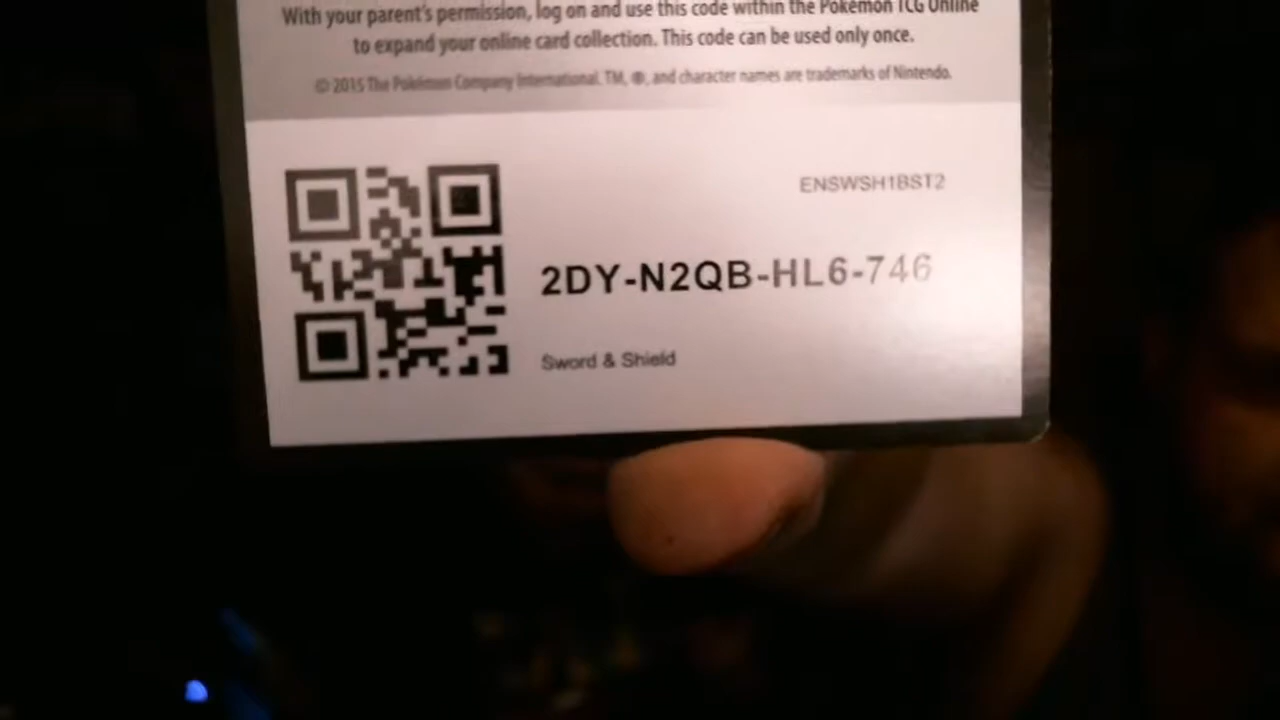 With your parent's permission, log on and use this code within the Pokémon TCG Online
to expand your online card collection. This code can be used only once.
© 2015 The Pokémon Company International. TM, ®, and character names are trademarks of Nintendo.
ENSWSH1BST2
2DY-N2QB-HL6-746
Sword & Shield